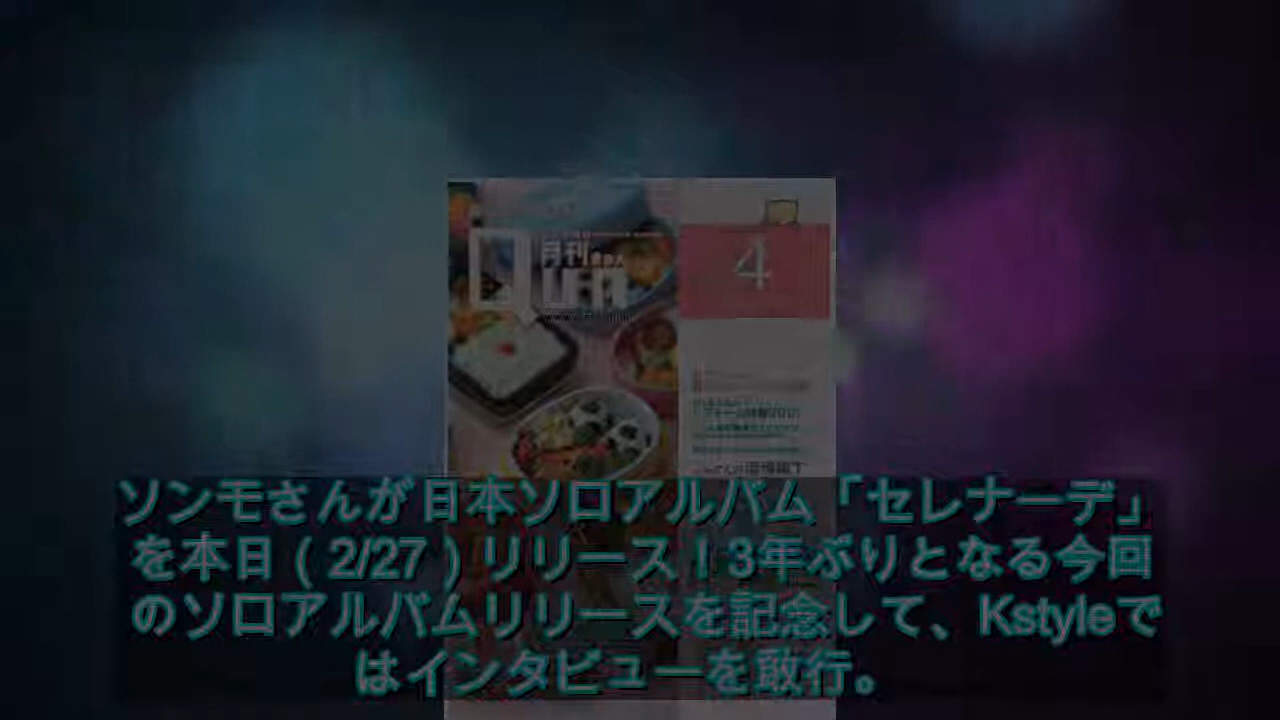 月刊
4
ソンモさんが日本ソロアルバム「セレナーデ」
を本日（2/27）リリース！3年ぶりとなる今回
のソロアルバムリリースを記念して、Kstyleで
はインタビューを敢行。